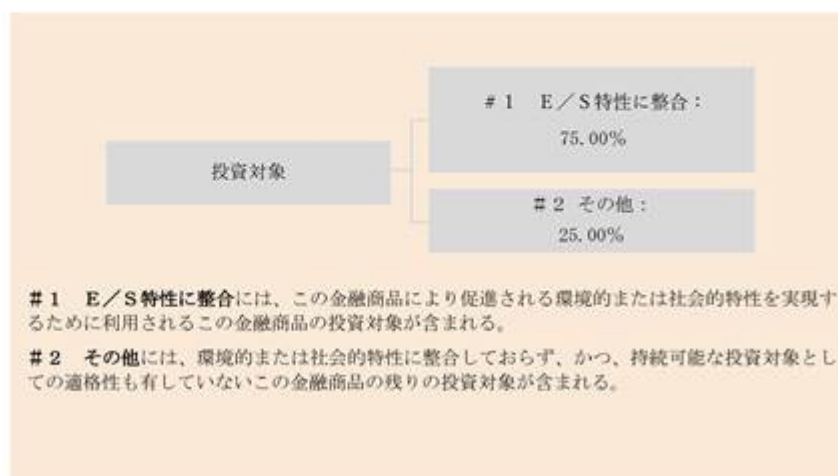 #1 E/S特性に整合:
75.00%
投資対象
#2 その他:
25.00%
#1 E/S特性に整合には、この金融商品により促進される環境的または社会的特性を実現す
るために利用されるこの金融商品の投資対象が含まれる。
#2 その他には、環境的または社会的特性に整合しておらず、かつ、持続可能な投資対象とし
ての適格性も有していないこの金融商品の残りの投資対象が含まれる。